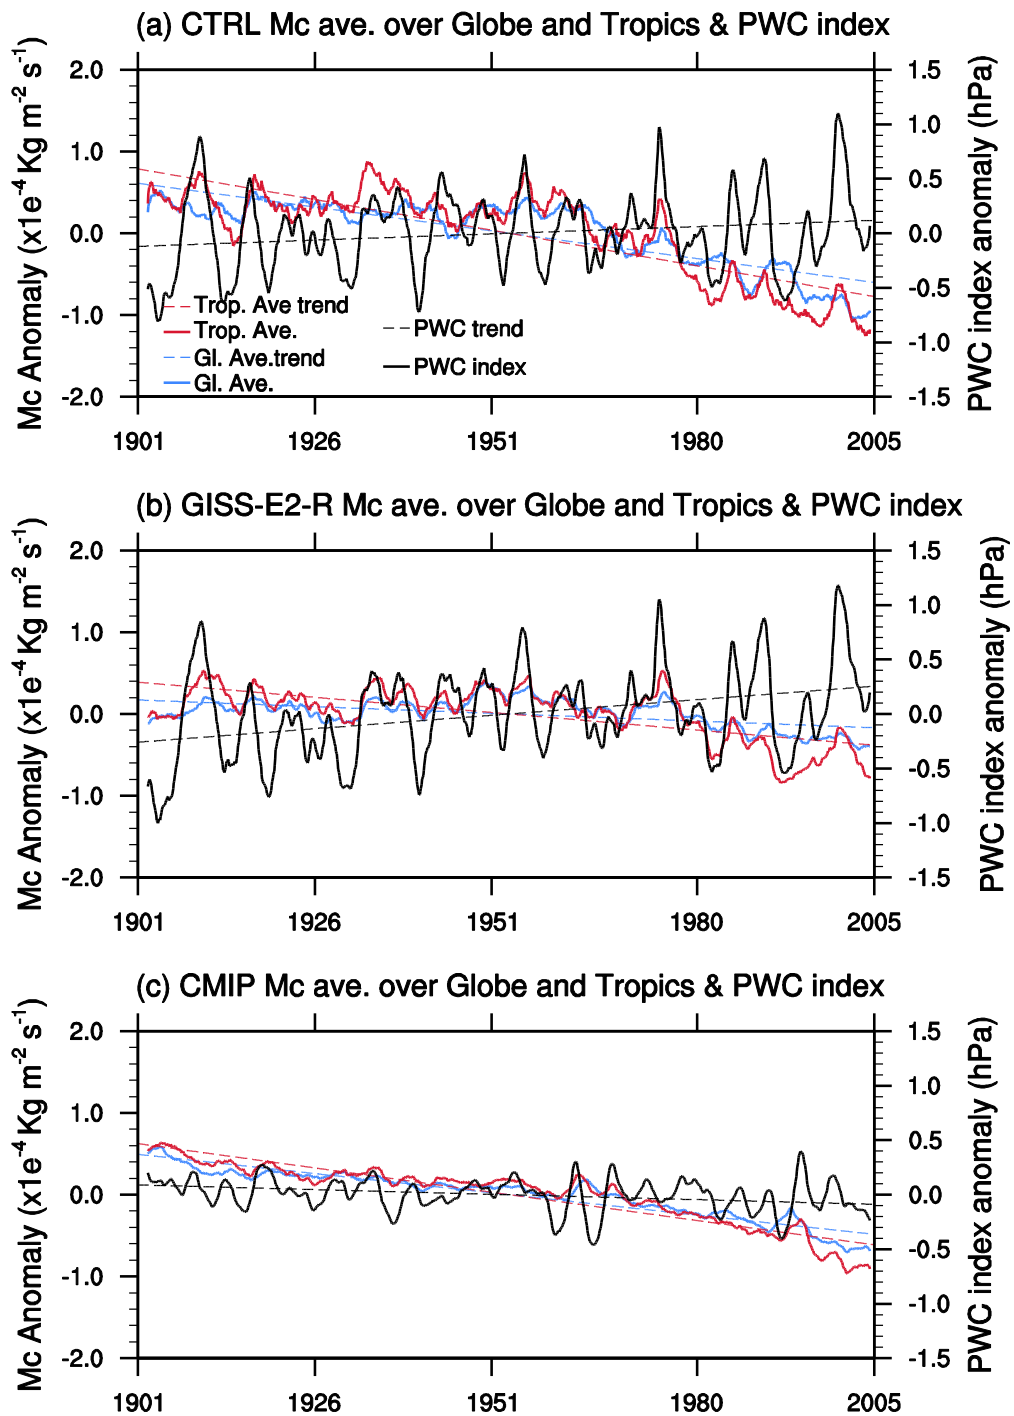 (a) CTRL Mc ave. over Globe and Tropics & PWC index
Mc Anomaly (x1e-4 Kg m-2 s-1)
2.0
1.0
0.0
-1.0
-2.0
Trop. Ave trend
Trop. Ave.
Gl. Ave.trend
Gl. Ave.
PWC trend
PWC index
1.5
1.0
0.5
0.0
-0.5
-1.0
-1.5
PWC index anomaly (hPa)
1901 1926 1951 1980 2005
(b) GISS-E2-R Mc ave. over Globe and Tropics & PWC index
Mc Anomaly (x1e-4 Kg m-2 s-1)
2.0
1.0
0.0
-1.0
-2.0
1.5
1.0
0.5
0.0
-0.5
-1.0
-1.5
PWC index anomaly (hPa)
1901 1926 1951 1980 2005
(c) CMIP Mc ave. over Globe and Tropics & PWC index
Mc Anomaly (x1e-4 Kg m-2 s-1)
2.0
1.0
0.0
-1.0
-2.0
1.5
1.0
0.5
0.0
-0.5
-1.0
-1.5
PWC index anomaly (hPa)
1901 1926 1951 1980 2005